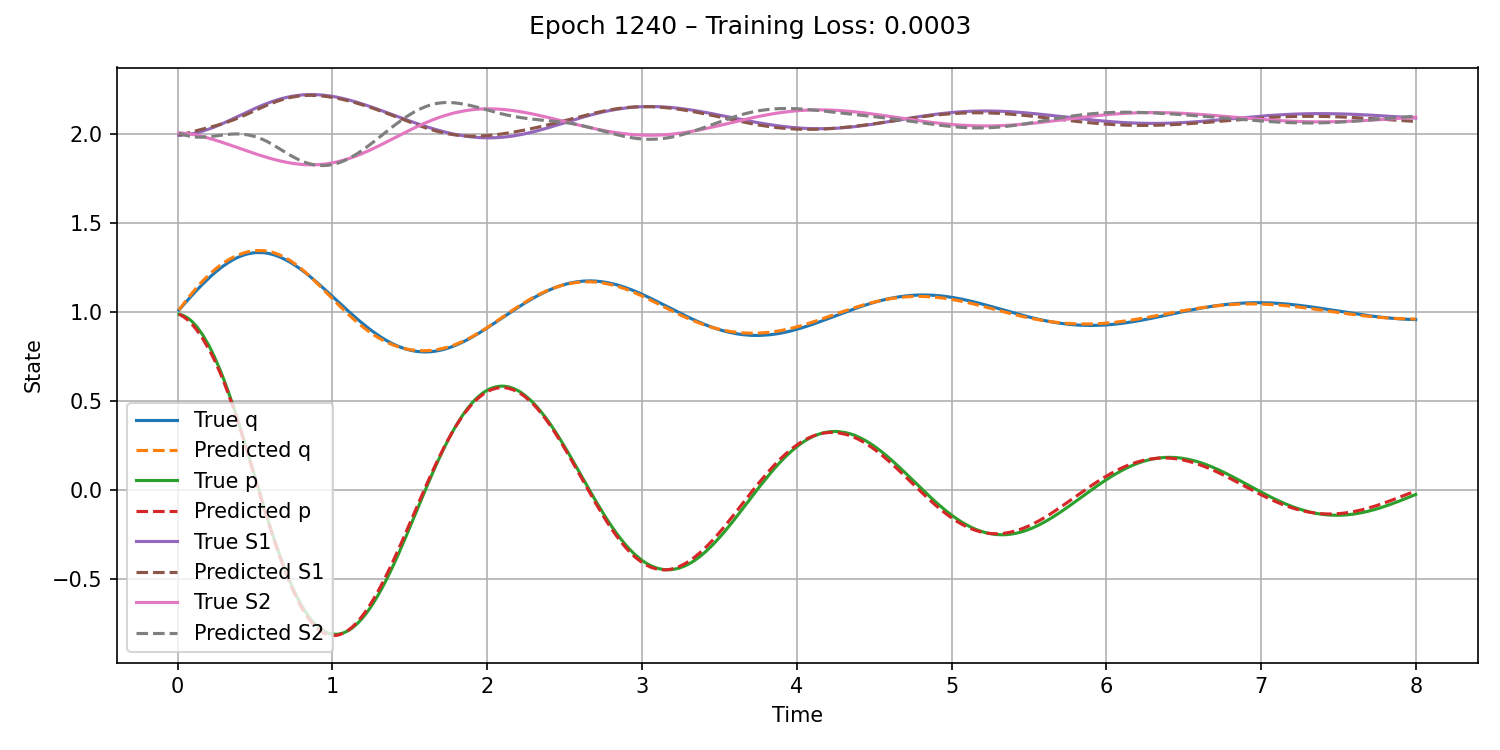 Epoch 1240 – Training Loss: 0.0003
2.0
1.5
1.0
0.5
0.0
−0.5
State
True q
Predicted q
True p
Predicted p
True S1
Predicted S1
True S2
Predicted S2
0 1 2 3 4 5 6 7 8
Time